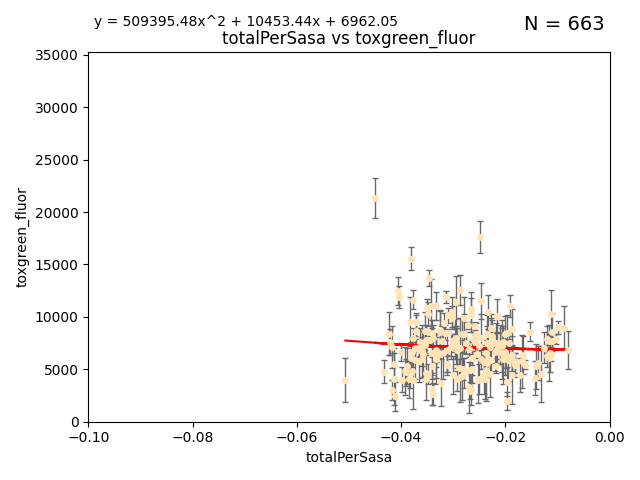 y = 509395.48x^2 + 10453.44x + 6962.05
N = 663
totalPerSasa vs toxgreen_fluor
35000
30000
25000
20000
15000
10000
5000
0
toxgreen_fluor
−0.10 −0.08 −0.06 −0.04 −0.02 0.00
totalPerSasa